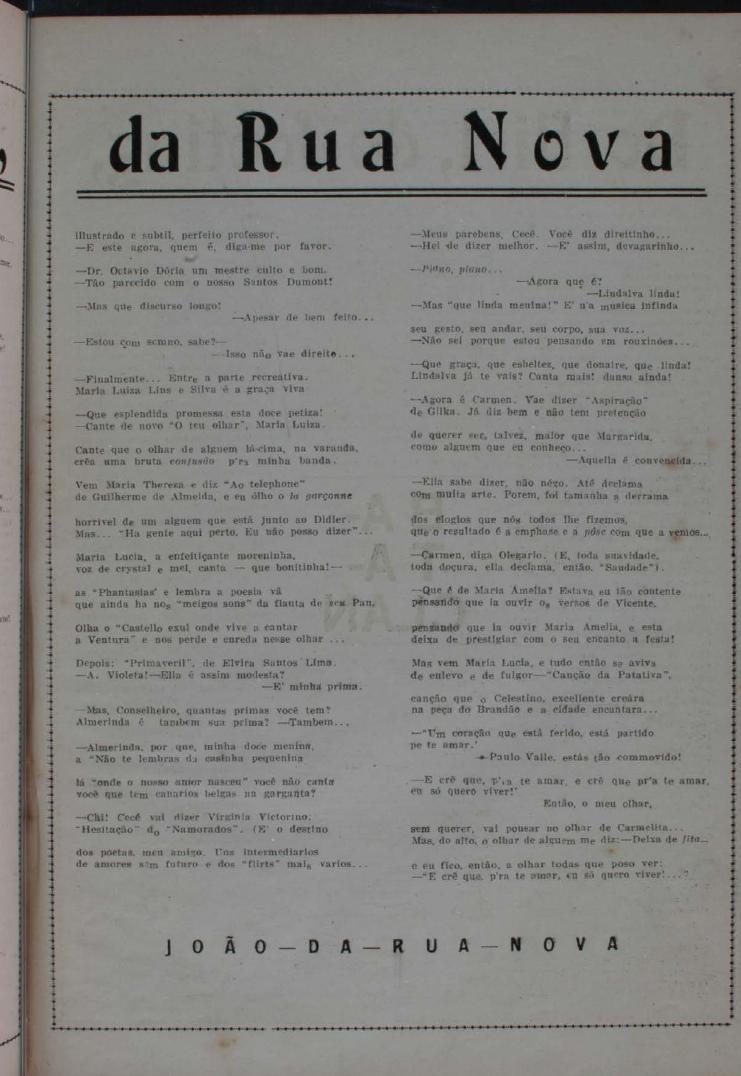 da Rua Nova
illustrado e subtil, perfeito professor.
—E este agora, quem é, diga-me por favor.
—Dr. Octavio Dória um mestre culto e bom.
—Tão parecido com o nosso Santos Dumont!
—Mas que discurso longo!
—Apesar de bem feito...
—Estou com somno, sabe?—
—Isso não vae direito...
—Finalmente... Entre a parte recreativa.
Maria Luiza Lins e Silva é a graça viva
—Que esplendida promessa esta doce petiza!
—Cante de novo "O teu olhar", Maria Luiza.
Cante que o olhar de alguem lá-cima, na varanda,
crêa uma bruta confusão p'ra minha banda.
Vem Maria Thereza e diz "Ao telephone"
de Guilherme de Almeida, e eu ólho o la garçonne
horrivel de um alguem que está junto ao Didier.
Mas... "Ha gente aqui perto. Eu não posso dizer"...
Maria Lucia, a enfeitiçante moreninha,
voz de crystal e mel, canta — que bonitinha!—
as "Phantasias' e lembra a poesia vã
que ainda ha nos "meigos sons" da flauta de seu Pan.
Olha o "Castello exul onde vive a cantar
a Ventura" e nos perde e enreda nesse olhar ...
Depois: "Primaveril", de Elvira Santos Lima.
—A. Violeta!—Ella é assim modesta?
—E' minha prima.
—Mas, Conselheiro, quantas primas você tem?
Almerinda é tambem sua prima? —Tambem...
—Almerinda, por que, minha doce menina,
a "Não te lembras da casinha pequenina
lá "onde o nosso amor nasceu" você não canta
você que tem canarios belgas na garganta?
—Chi! Cecé vai dizer Virginia Victorino:
"Hesitação" do "Namorados". (E' o destino
dos poetas, meu amigo. Uns intermediarios
de amores sem futuro e dos "flirts" mais varios...
—Meus parebens, Cecé. Você diz direitinho...
—Hei de dizer melhor. —E' assim, devagarinho...
—Piano, piano...
—Agora que é?
—Lindalva linda!
—Mas "que linda menina!" E' u'a musica infinda
seu gesto, seu andar, seu corpo, sua voz...
—Não sei porque estou pensando em rouxinóes...
—Que graça, que esbeltez, que donaire, que linda!
Lindalva já te vais? Canta mais! dansa ainda!
—Agora é Carmen. Vae dizer "Aspiração"
de Gilka. Já diz bem e não tem pretenção
de querer ser, talvez, maior que Margarida,
como alguem que eu conheço...
—Aquella é convencida...
—Ella sabe dizer, não négo. Até declama
com muita arte. Porem, foi tamanha a derrama
dos elogios que nós todos lhe fizemos,
que o resultado é a emphase e a póse com que a vemos...
—Carmen, diga Olegario. (E, toda suavidade,
toda doçura, ella declama, então, "Saudade").
—Que é de Maria Amelia? Estava eu tão contente
pensando que ia ouvir os versos de Vicente,
pensando que ia ouvir Maria Amelia, e esta
deixa de prestigiar com o seu encanto a festa!
Mas vem Maria Lucia, e tudo então se aviva
de enlevo e de fulgor—"Canção da Patativa",
canção que o Celestino, excellente creára
na peça do Brandão e a cidade encantara...
—"Um coração que está ferido, está partido
pe te amar.'
—Paulo Valle, estás tão commovido!
—E crê que, p'ra te amar, e crê que pr'a te amar,
eu só quero viver!'
Então, o meu olhar,
sem querer, vai pousar no olhar de Carmelita...
Mas, do alto, o olhar de alguem me diz:—Deixa de fita...
e eu fico, então, a olhar todas que poso ver:
—"E crê que, p'ra te amar, eu só quero viver!..."
JOÃO—DA—RUA—NOVA